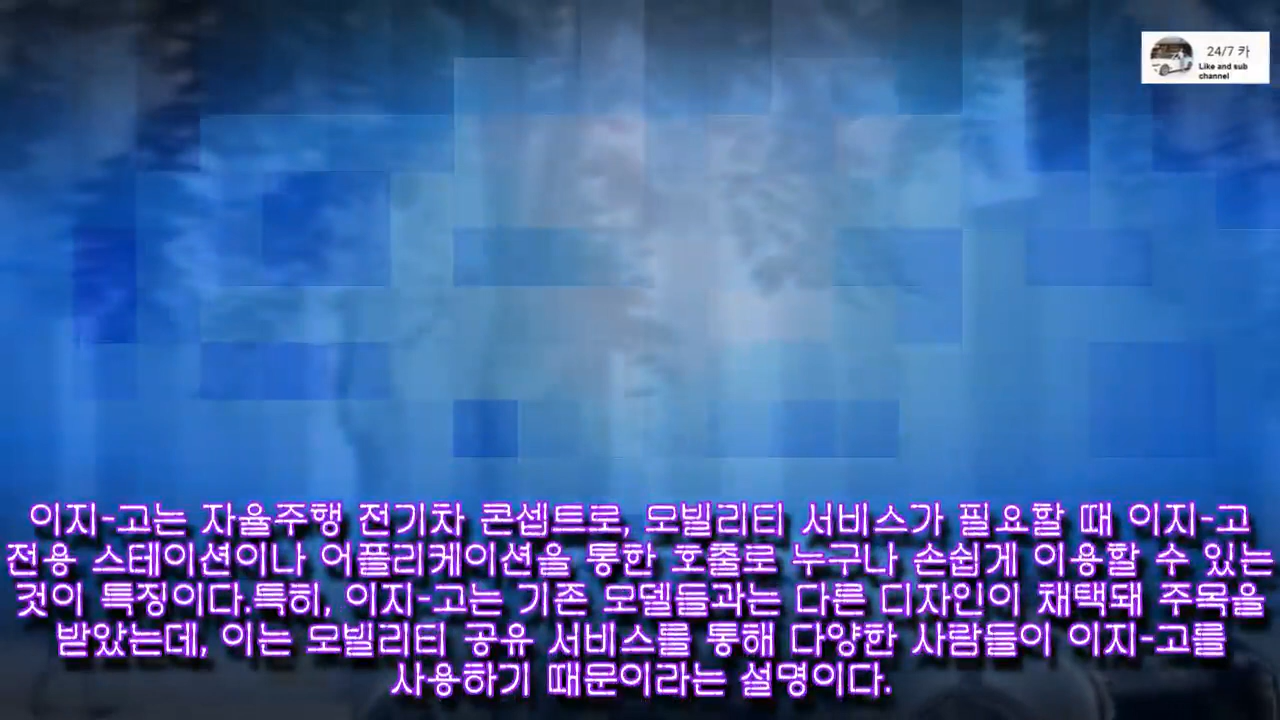 24/7 카
Like and sub
channel
이지-고는 자율주행 전기차 콘셉트로, 모빌리티 서비스가 필요할 때 이지-고
전용 스테이션이나 어플리케이션을 통한 호출로 누구나 손쉽게 이용할 수 있는
것이 특징이다.특히, 이지-고는 기존 모델들과는 다른 디자인이 채택돼 주목을
받았는데, 이는 모빌리티 공유 서비스를 통해 다양한 사람들이 이지-고를
사용하기 때문이라는 설명이다.